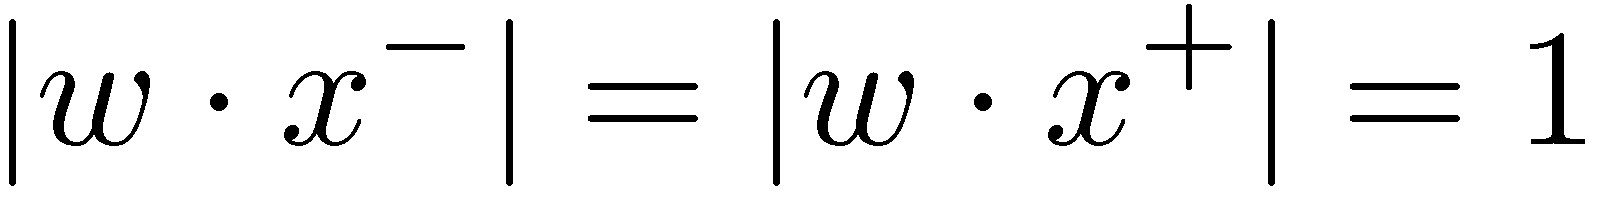 |w · x⁻| = |w · x⁺| = 1